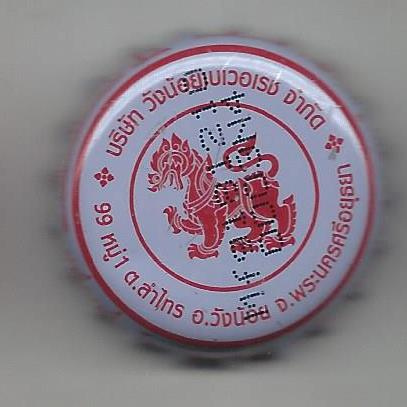 บริษัท วังน้อยเบเวอเรช จำกัด
99 หมู่1 ต.ลำไทร อ.วังน้อย จ.พระนครศรีอยุธยา